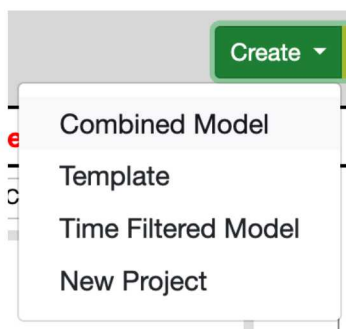 Create
Combined Model
Template
Time Filtered Model
New Project